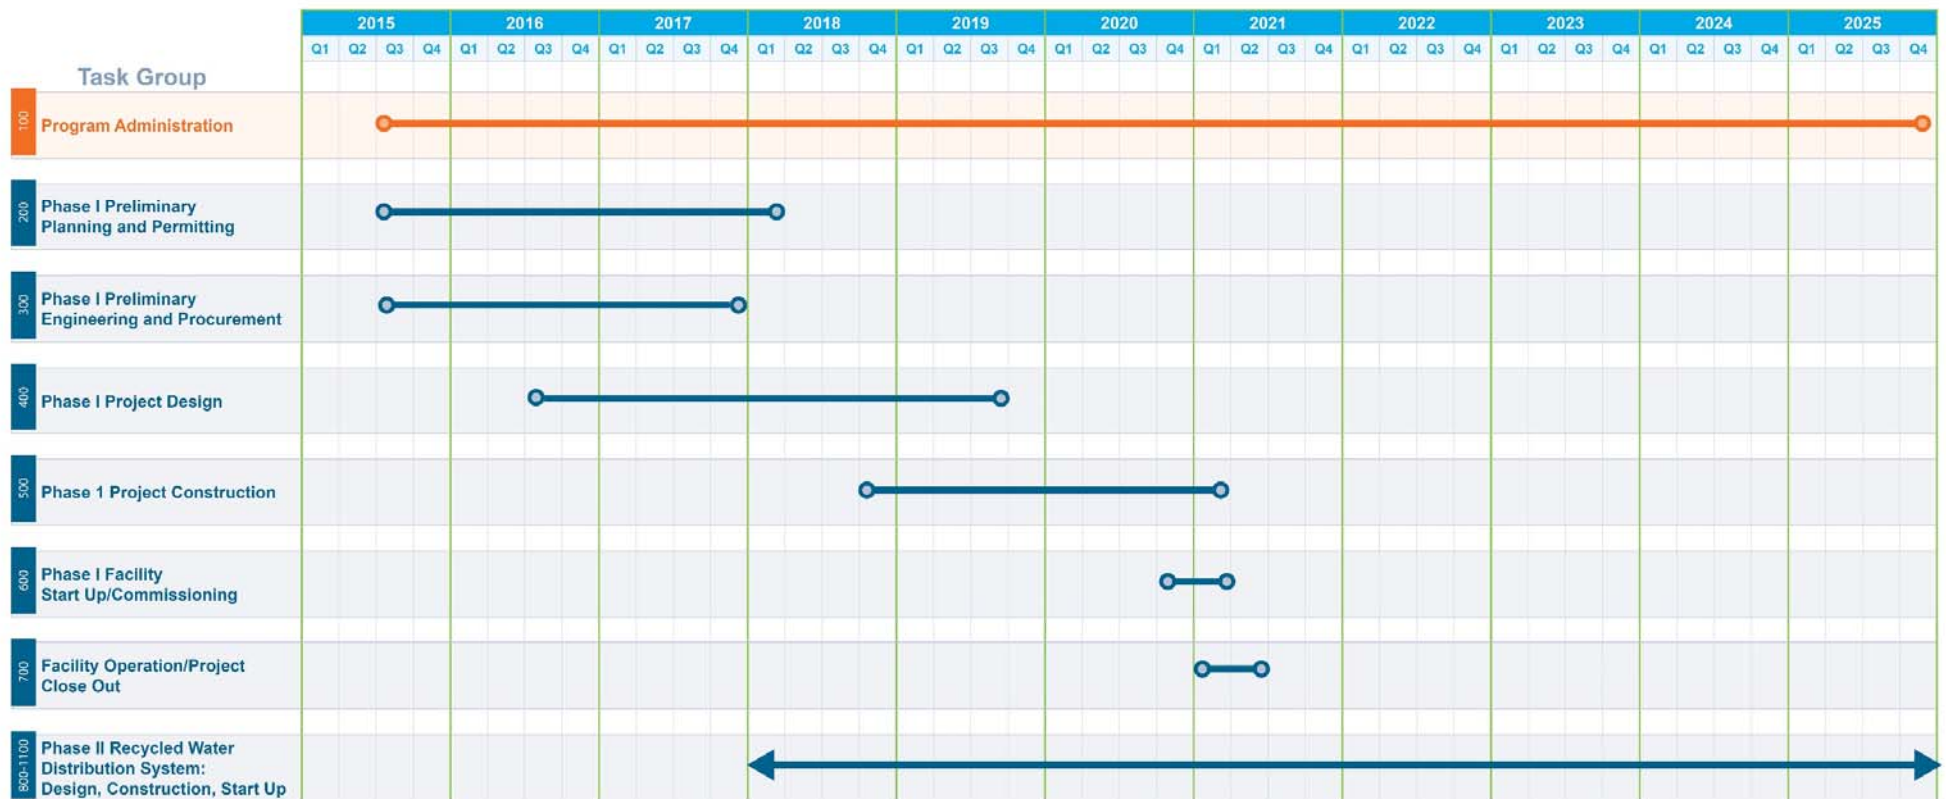 2015 2016 2017 2018 2019 2020 2021 2022 2023 2024 2025
Q1 Q2 Q3 Q4 Q1 Q2 Q3 Q4 Q1 Q2 Q3 Q4 Q1 Q2 Q3 Q4 Q1 Q2 Q3 Q4 Q1 Q2 Q3 Q4 Q1 Q2 Q3 Q4 Q1 Q2 Q3 Q4 Q1 Q2 Q3 Q4 Q1 Q2 Q3 Q4 Q1 Q2 Q3 Q4
Task Group
100
Program Administration
200
Phase I Preliminary
Planning and Permitting
300
Phase I Preliminary
Engineering and Procurement
400
Phase I Project Design
500
Phase 1 Project Construction
600
Phase I Facility
Start Up/Commissioning
700
Facility Operation/Project
Close Out
800-1100
Phase II Recycled Water
Distribution System:
Design, Construction, Start Up